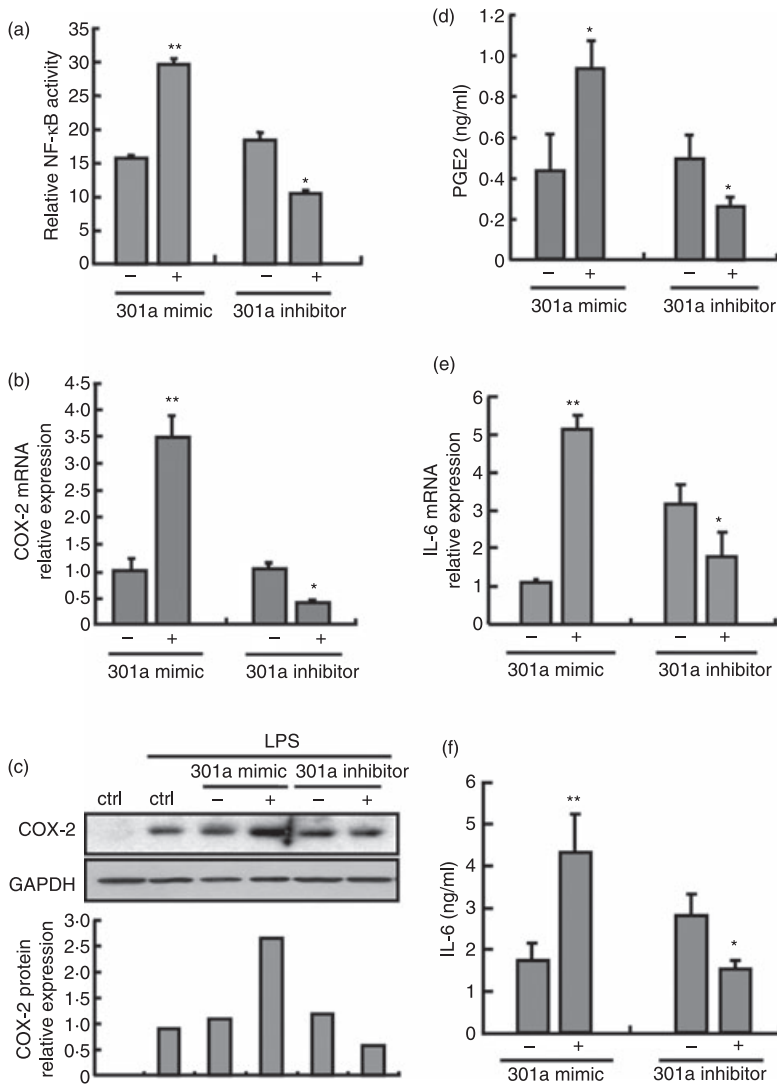 (a)
Relative NF-κB activity
35
30
25
20
15
10
5
0
**
*
− + − +
301a mimic 301a inhibitor
(b)
COX-2 mRNA
relative expression
4·5
4·0
3·5
3·0
2·5
2·0
1·5
1·0
0·5
0
**
*
− + − +
301a mimic 301a inhibitor
(c)
LPS
301a mimic 301a inhibitor
ctrl ctrl − + − +
COX-2
GAPDH
COX-2 protein
relative expression
3·0
2·5
2·0
1·5
1·0
0·5
0
(d)
PGE2 (ng/ml)
1·2
1·0
0·8
0·6
0·4
0·2
0
*
*
− + − +
301a mimic 301a inhibitor
(e)
IL-6 mRNA
relative expression
6
5
4
3
2
1
0
**
*
− + − +
301a mimic 301a inhibitor
(f)
IL-6 (ng/ml)
6
5
4
3
2
1
0
**
*
− + − +
301a mimic 301a inhibitor